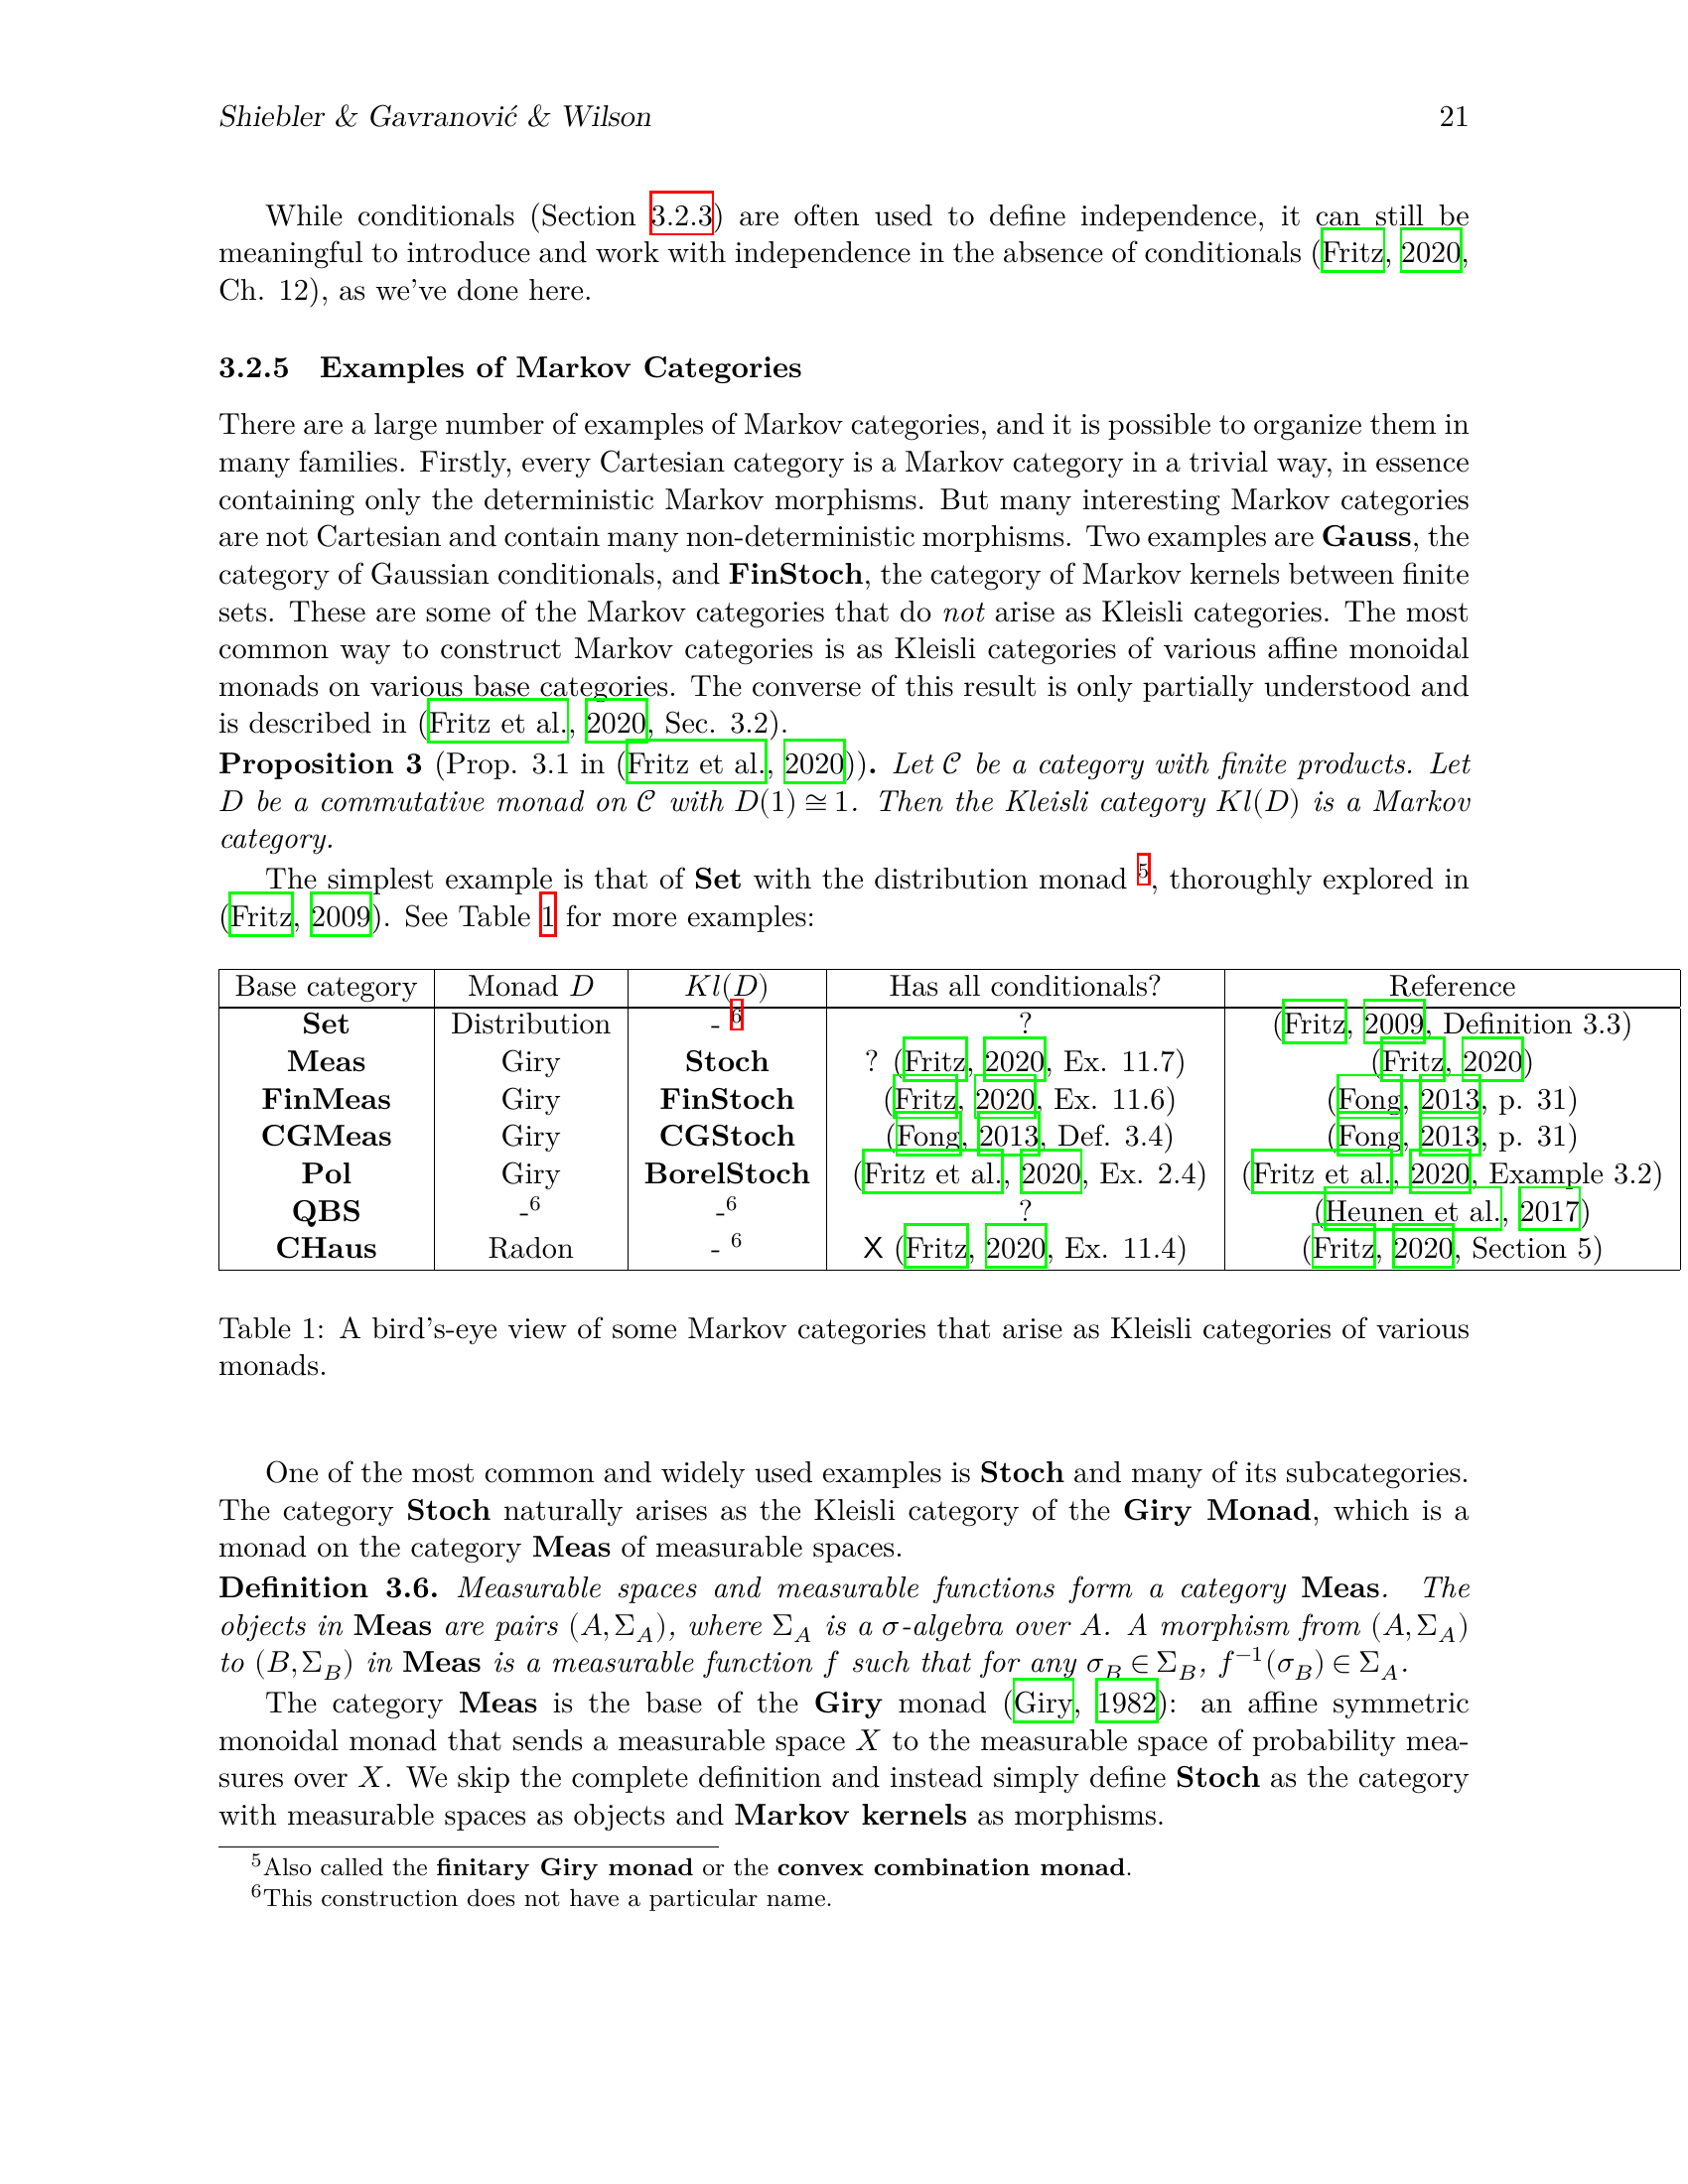 Shiebler & Gavranović & Wilson 21
While conditionals (Section 3.2.3) are often used to define independence, it can still be
meaningful to introduce and work with independence in the absence of conditionals (Fritz, 2020,
Ch. 12), as we've done here.
3.2.5 Examples of Markov Categories
There are a large number of examples of Markov categories, and it is possible to organize them in
many families. Firstly, every Cartesian category is a Markov category in a trivial way, in essence
containing only the deterministic Markov morphisms. But many interesting Markov categories
are not Cartesian and contain many non-deterministic morphisms. Two examples are Gauss, the
category of Gaussian conditionals, and FinStoch, the category of Markov kernels between finite
sets. These are some of the Markov categories that do not arise as Kleisli categories. The most
common way to construct Markov categories is as Kleisli categories of various affine monoidal
monads on various base categories. The converse of this result is only partially understood and
is described in (Fritz et al., 2020, Sec. 3.2).
Proposition 3 (Prop. 3.1 in (Fritz et al., 2020)). Let 𝒞 be a category with finite products. Let
D be a commutative monad on 𝒞 with D(1) ≅ 1. Then the Kleisli category Kl(D) is a Markov
category.
The simplest example is that of Set with the distribution monad ⁵, thoroughly explored in
(Fritz, 2009). See Table 1 for more examples:
Base category Monad D Kl(D) Has all conditionals? Reference
Set Distribution - ⁶ ? (Fritz, 2009, Definition 3.3)
Meas Giry Stoch ? (Fritz, 2020, Ex. 11.7) (Fritz, 2020)
FinMeas Giry FinStoch (Fritz, 2020, Ex. 11.6) (Fong, 2013, p. 31)
CGMeas Giry CGStoch (Fong, 2013, Def. 3.4) (Fong, 2013, p. 31)
Pol Giry BorelStoch (Fritz et al., 2020, Ex. 2.4) (Fritz et al., 2020, Example 3.2)
QBS -⁶ -⁶ ? (Heunen et al., 2017)
CHaus Radon - ⁶ X (Fritz, 2020, Ex. 11.4) (Fritz, 2020, Section 5)
Table 1: A bird's-eye view of some Markov categories that arise as Kleisli categories of various
monads.
One of the most common and widely used examples is Stoch and many of its subcategories.
The category Stoch naturally arises as the Kleisli category of the Giry Monad, which is a
monad on the category Meas of measurable spaces.
Definition 3.6. Measurable spaces and measurable functions form a category Meas. The
objects in Meas are pairs (A, Σ_A), where Σ_A is a σ-algebra over A. A morphism from (A, Σ_A)
to (B, Σ_B) in Meas is a measurable function f such that for any σ_B ∈ Σ_B, f⁻¹(σ_B) ∈ Σ_A.
The category Meas is the base of the Giry monad (Giry, 1982): an affine symmetric
monoidal monad that sends a measurable space X to the measurable space of probability mea-
sures over X. We skip the complete definition and instead simply define Stoch as the category
with measurable spaces as objects and Markov kernels as morphisms.
⁵Also called the finitary Giry monad or the convex combination monad.
⁶This construction does not have a particular name.